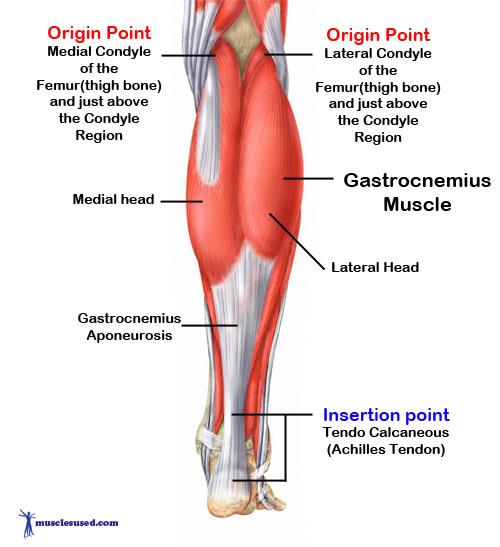 Origin Point
Medial Condyle
of the
Femur(thigh bone)
and just above
the Condyle
Region
Origin Point
Lateral Condyle
of the
Femur(thigh bone)
and just above
the Condyle
Region
Gastrocnemius
Muscle
Medial head
Lateral Head
Gastrocnemius
Aponeurosis
Insertion point
Tendo Calcaneous
(Achilles Tendon)
musclesused.com